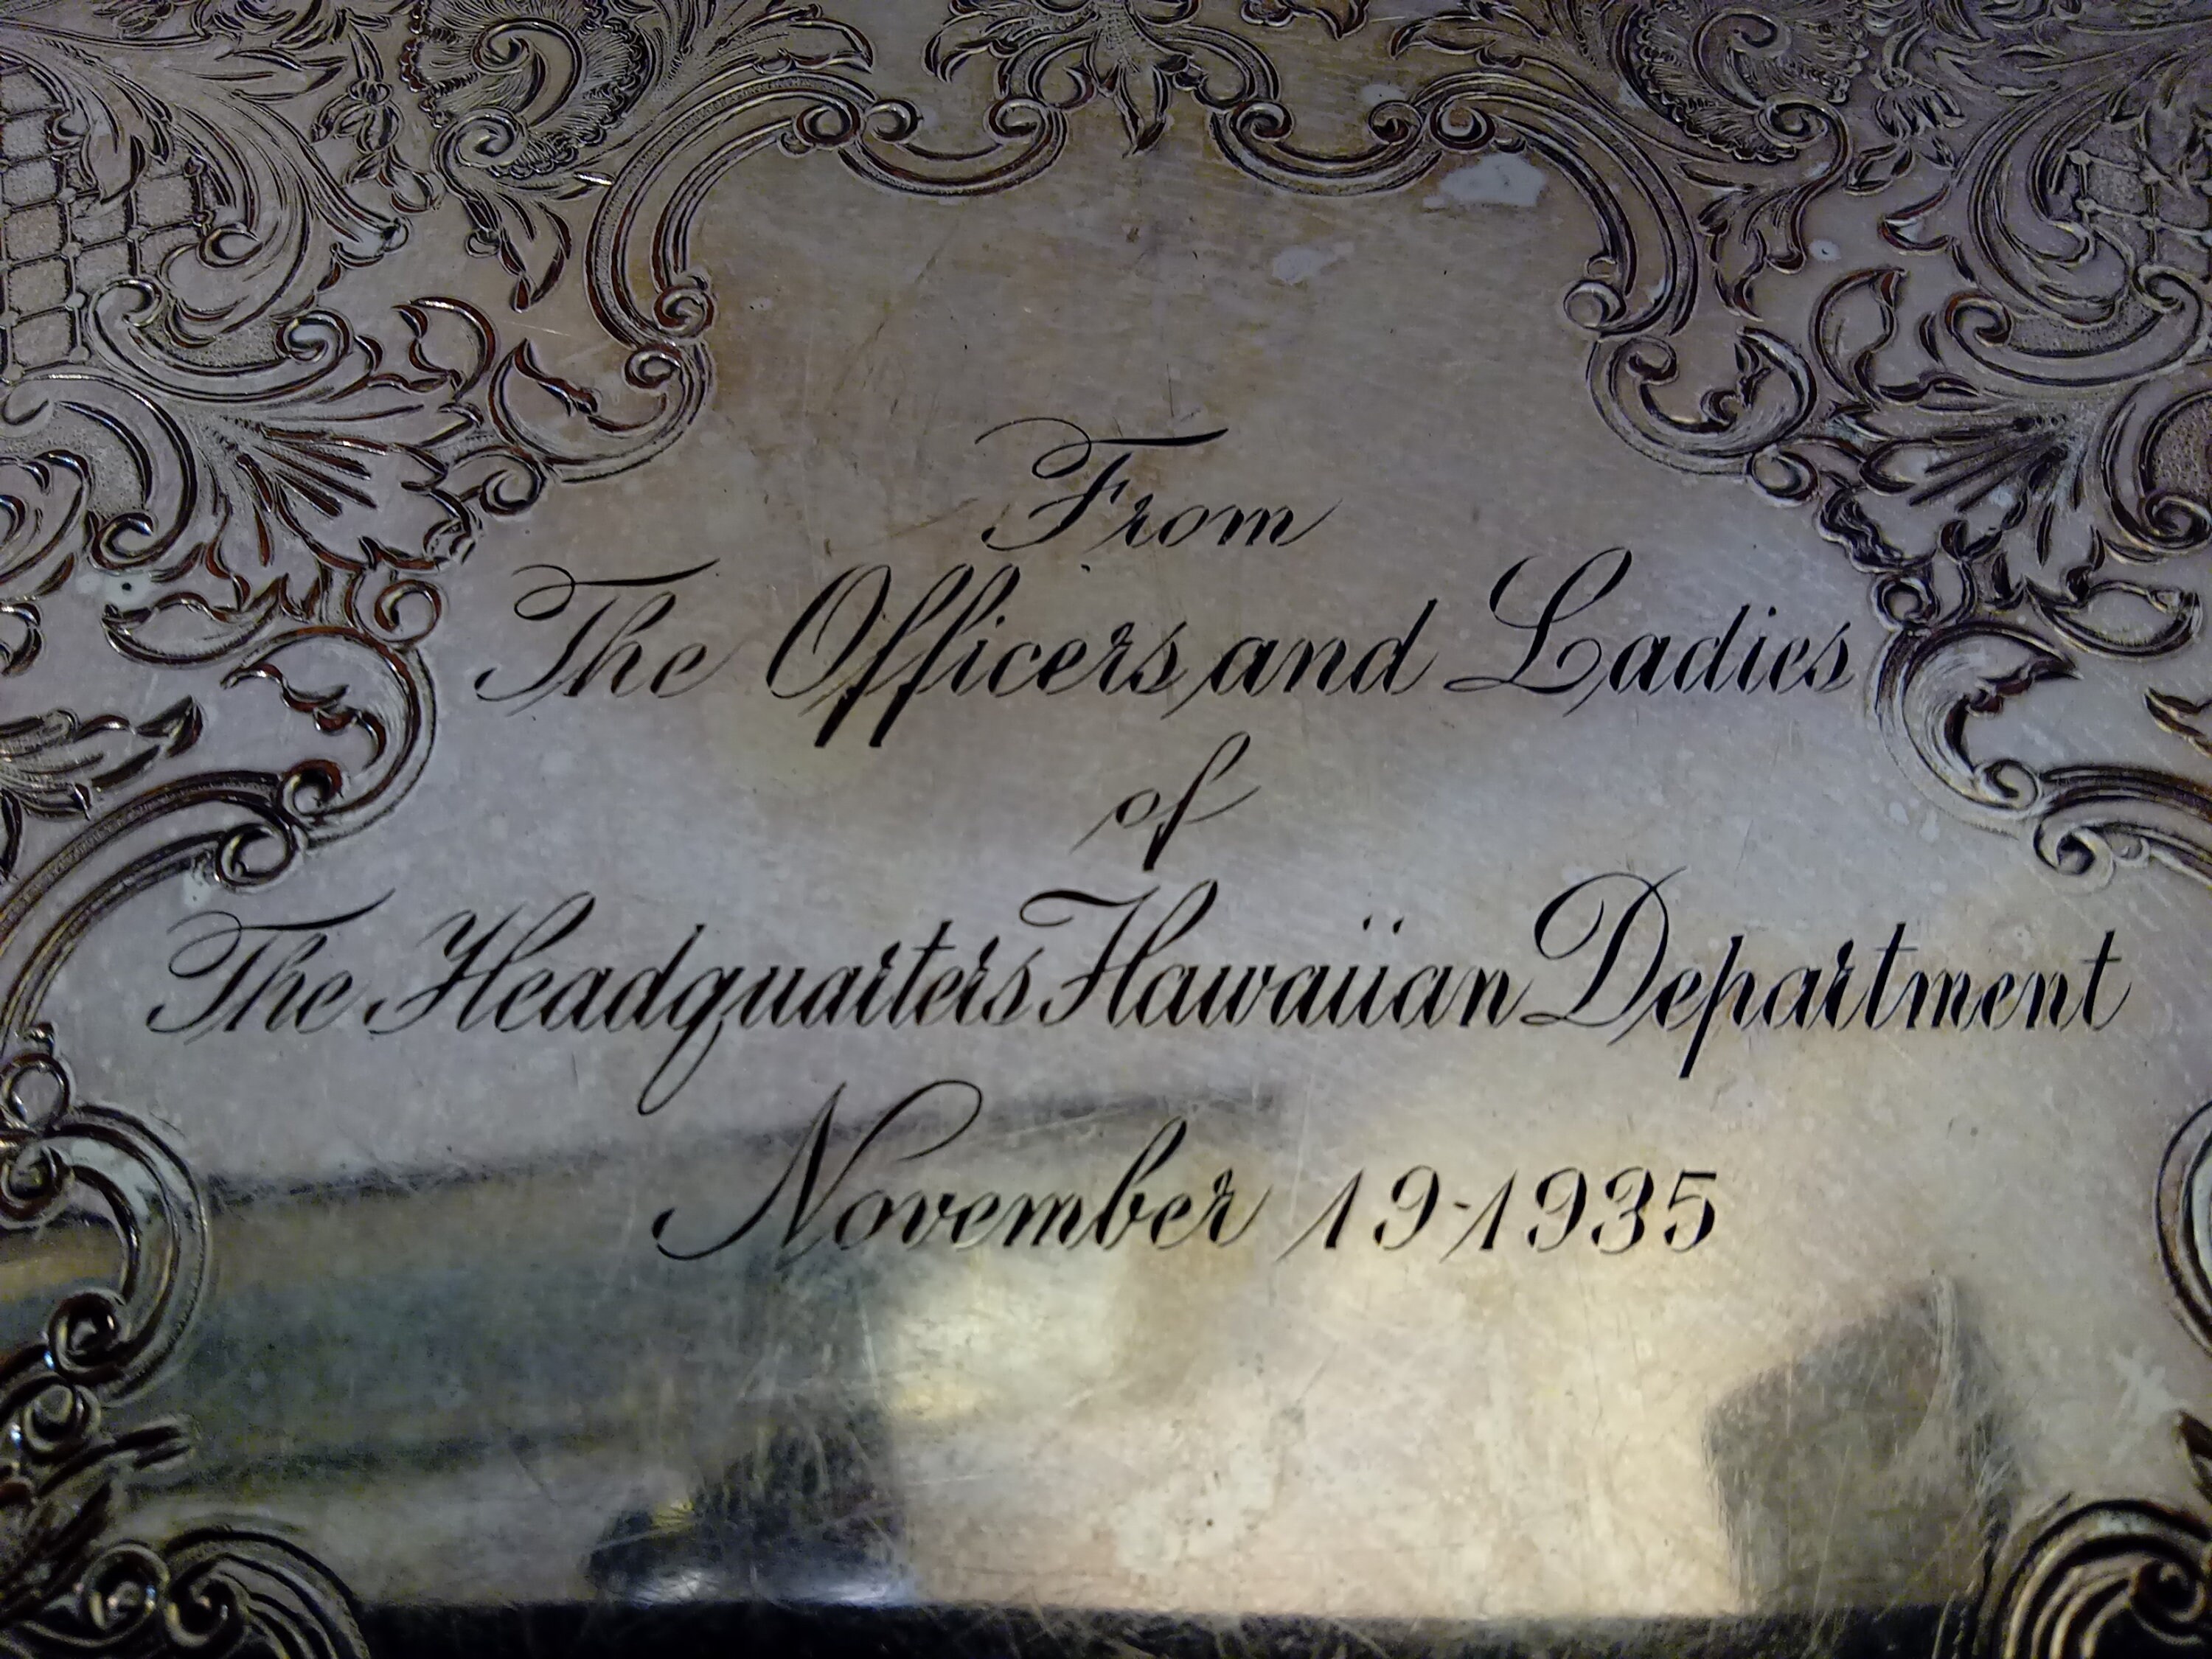 From
The Officers and Ladies
of
The Headquarters Hawaiian Department
November 19-1935